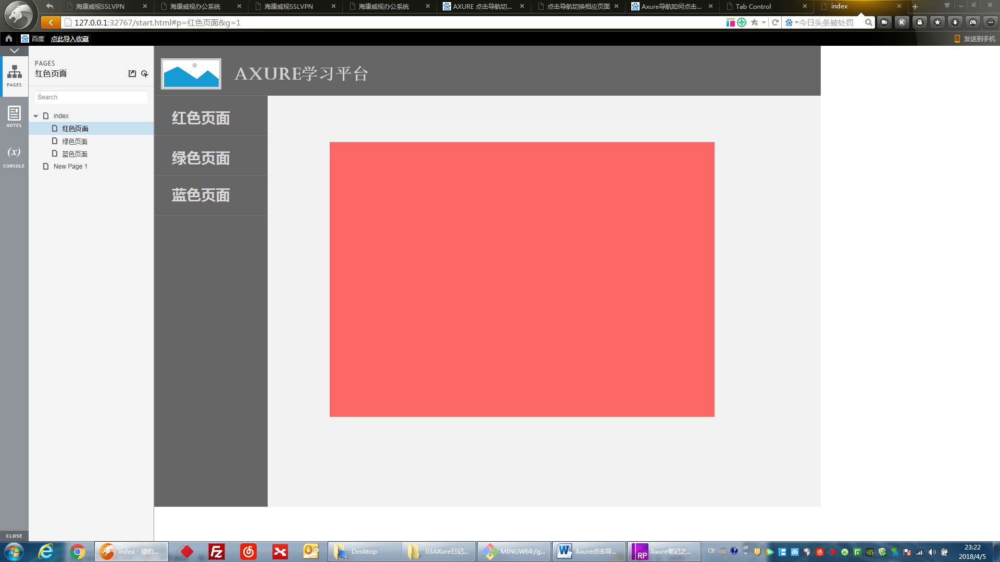 海康威视SSLVPN
海康威视办公系统
海康威视SSLVPN
海康威视办公系统
AXURE 点击导航切...
点击导航切换相应页面
Axure导航如何点击...
Tab Control
index
127.0.0.1:32767/start.html#p=红色页面&g=1
今日头条被处罚
百度
点此导入收藏
发送到手机
PAGES
NOTES
(x)
CONSOLE
CLOSE
PAGES
红色页面
Search
index
红色页面
绿色页面
蓝色页面
New Page 1
AXURE学习平台
红色页面
绿色页面
蓝色页面
index - 猎豹...
Desktop
03AXure日记...
MINGW64:/g...
Axure点击导...
Axure笔记之...
CH
23:22
2018/4/5